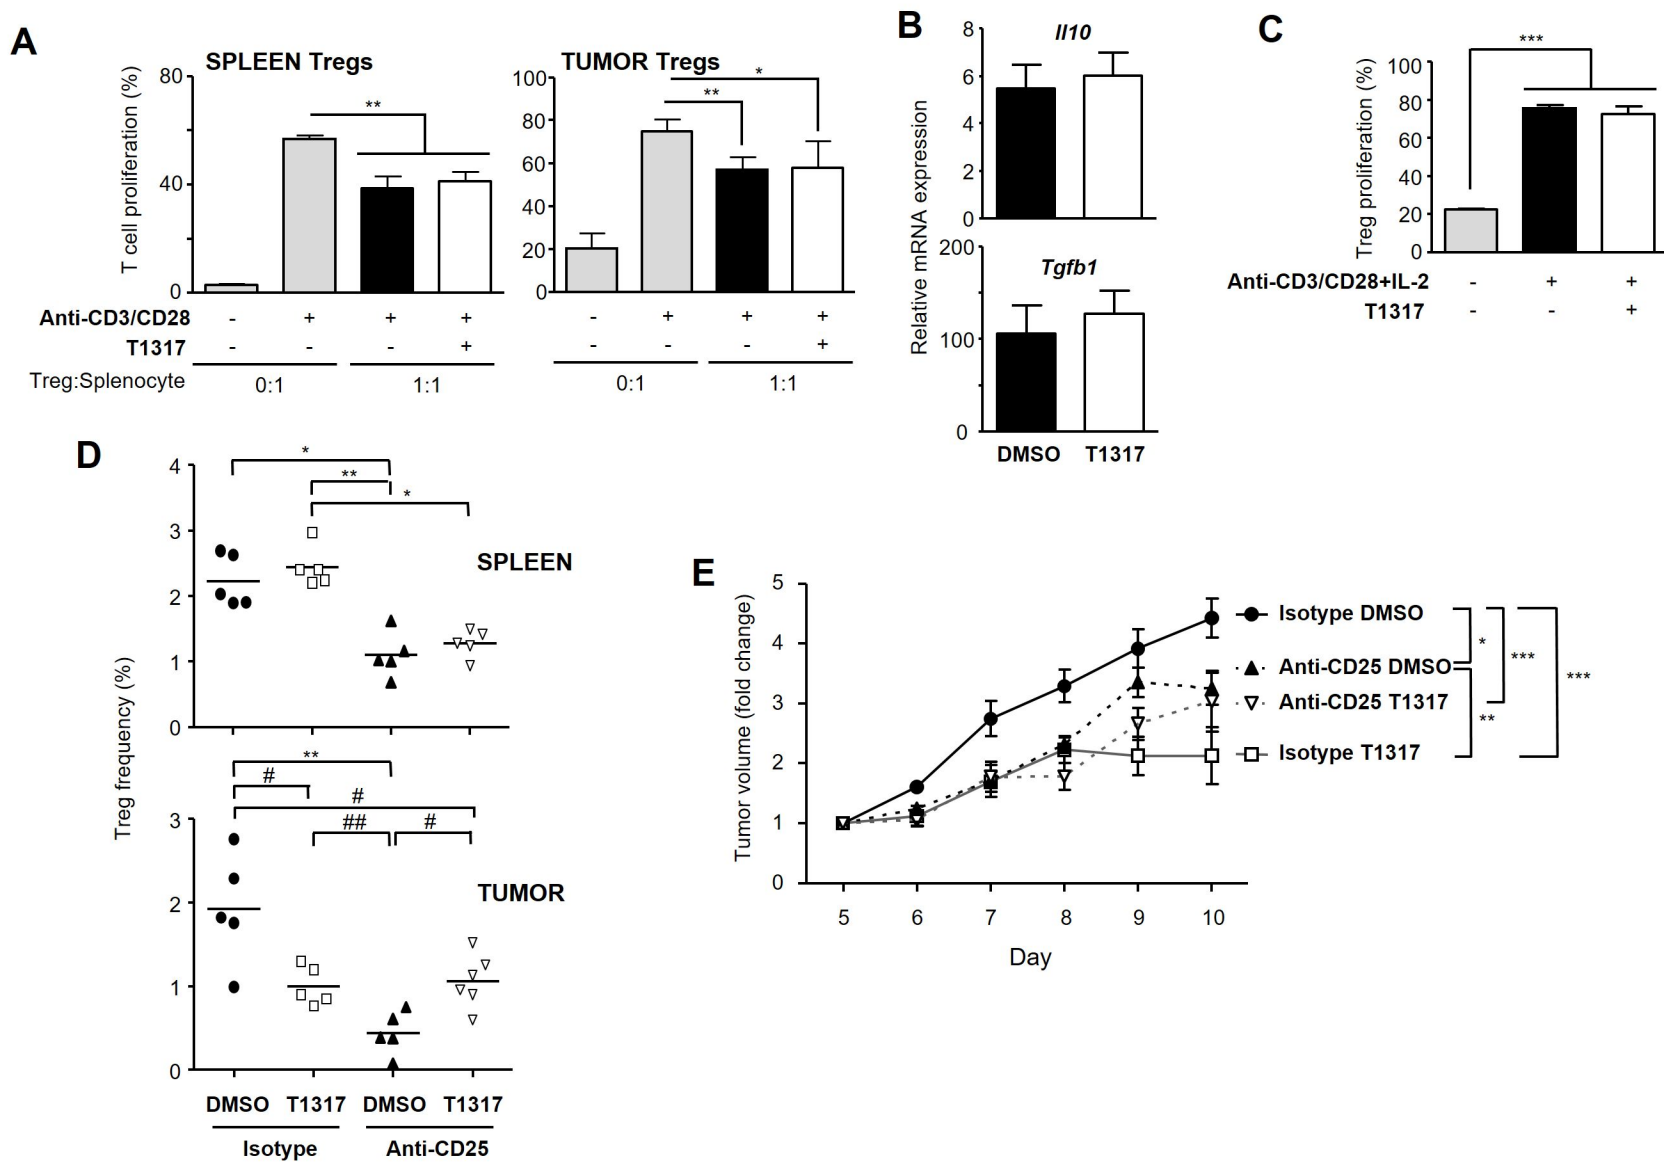 A
SPLEEN Tregs
TUMOR Tregs
T cell proliferation (%)
80
40
0
100
80
60
40
20
0
**
**
*
Anti-CD3/CD28 - + + + - + + +
T1317 - - - + - - - +
Treg:Splenocyte 0:1 1:1 0:1 1:1
B
Relative mRNA expression
Il10
8
6
4
2
0
Tgfb1
200
100
0
DMSO T1317
C
Treg proliferation (%)
100
80
60
40
20
0
***
Anti-CD3/CD28+IL-2 - + +
T1317 - - +
D
Treg frequency (%)
4
3
2
1
0
*
**
*
SPLEEN
3
2
1
0
**
#
#
## #
TUMOR
DMSO T1317 DMSO T1317
Isotype Anti-CD25
E
Tumor volume (fold change)
5
4
3
2
1
0
5 6 7 8 9 10
Day
Isotype DMSO
Anti-CD25 DMSO
Anti-CD25 T1317
Isotype T1317
*
**
***
***